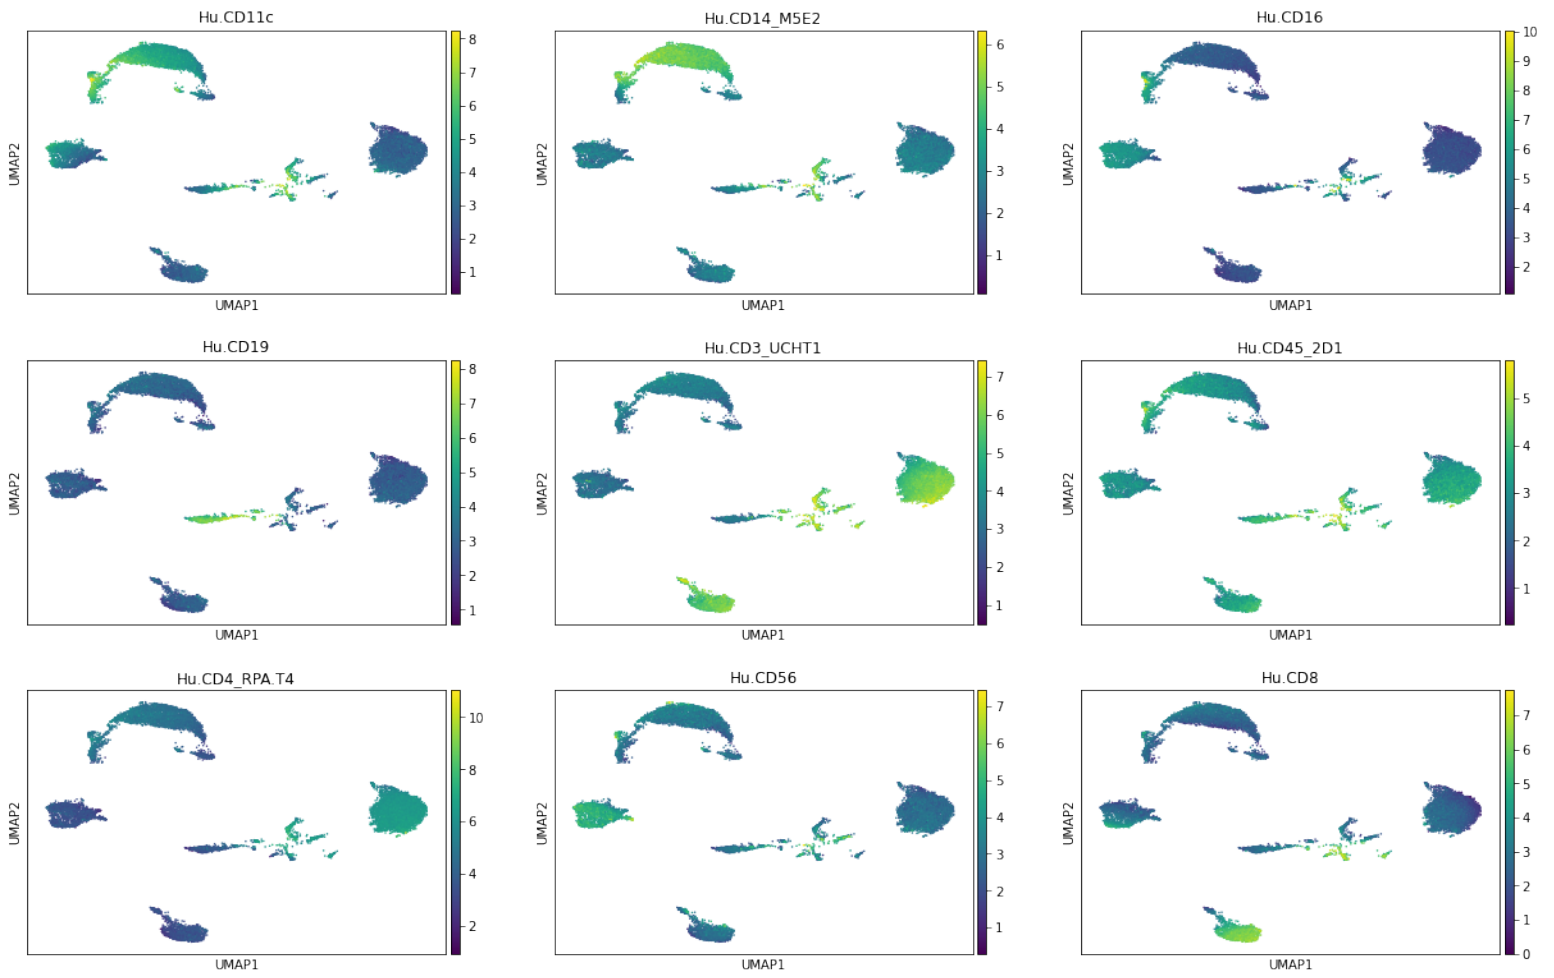 Hu.CD11c
8
7
6
5
4
3
2
1
UMAP2
UMAP1
Hu.CD14_M5E2
6
5
4
3
2
1
UMAP2
UMAP1
Hu.CD16
10
9
8
7
6
5
4
3
2
UMAP2
UMAP1
Hu.CD19
8
7
6
5
4
3
2
1
UMAP2
UMAP1
Hu.CD3_UCHT1
7
6
5
4
3
2
1
UMAP2
UMAP1
Hu.CD45_2D1
5
4
3
2
1
UMAP2
UMAP1
Hu.CD4_RPA.T4
10
8
6
4
2
UMAP2
UMAP1
Hu.CD56
7
6
5
4
3
2
1
UMAP2
UMAP1
Hu.CD8
7
6
5
4
3
2
1
0
UMAP2
UMAP1